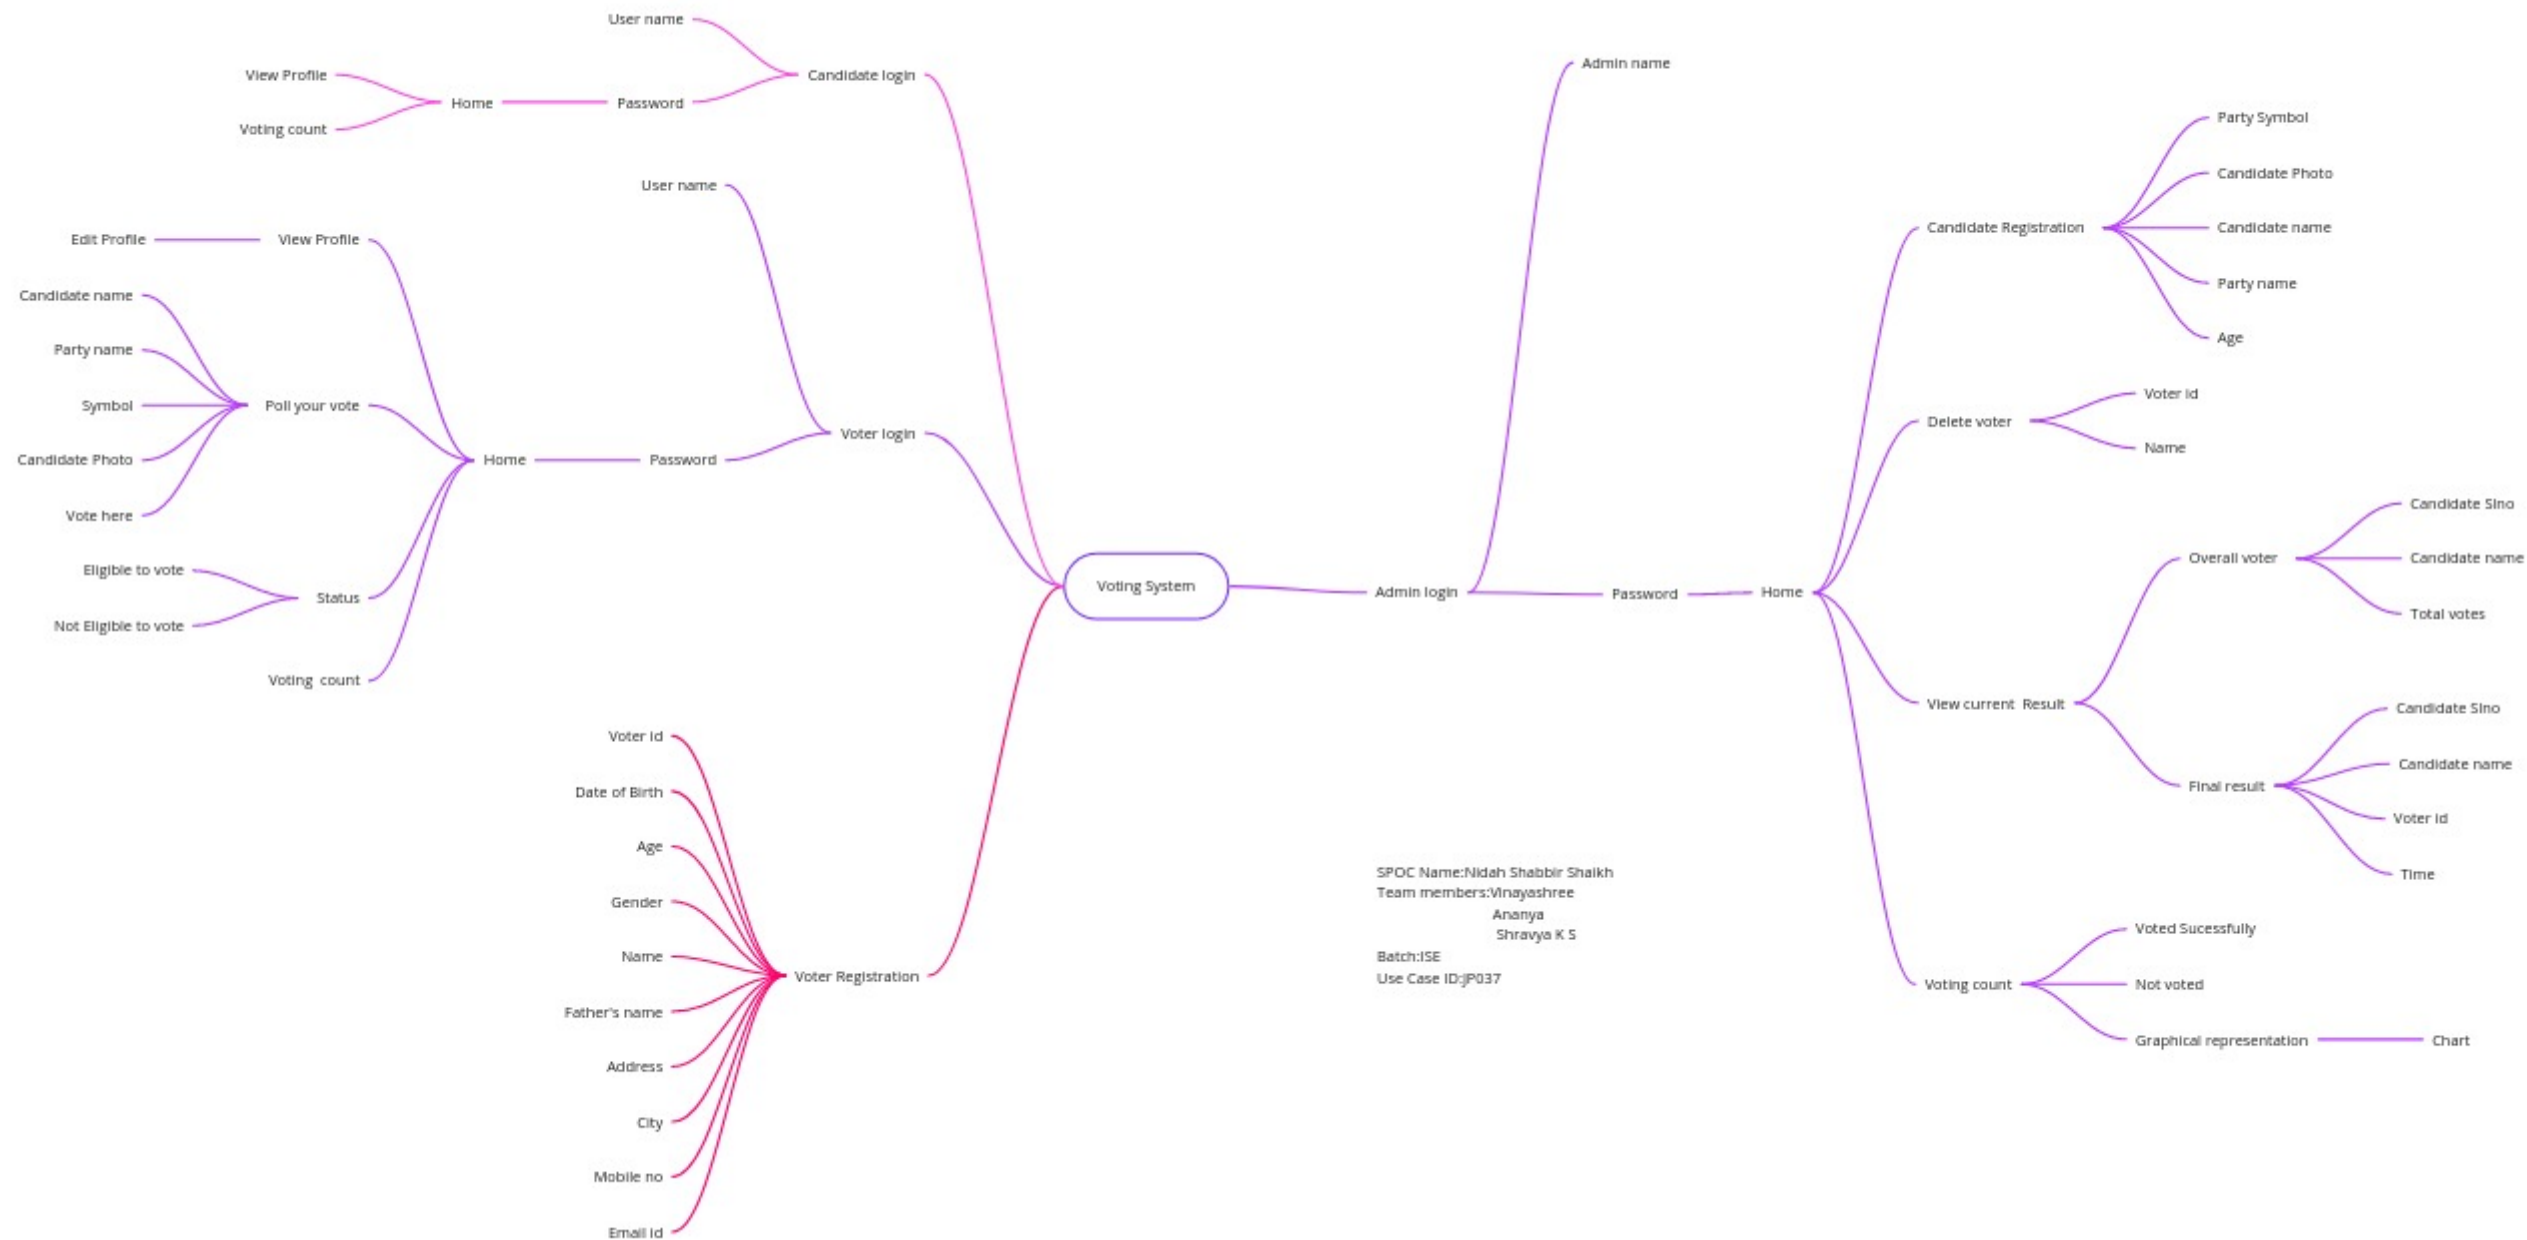 User name
View Profile
Home
Password
Candidate login
Voting count
User name
Edit Profile
View Profile
Candidate name
Party name
Symbol
Poll your vote
Candidate Photo
Vote here
Home
Password
Voter login
Eligible to vote
Not Eligible to vote
Status
Voting count
Voter id
Date of Birth
Age
Gender
Name
Father's name
Address
City
Mobile no
Email id
Voter Registration
Voting System
Admin login
Admin name
Password
Home
Candidate Registration
Party Symbol
Candidate Photo
Candidate name
Party name
Age
Delete voter
Voter id
Name
View current Result
Overall voter
Candidate Slno
Candidate name
Total votes
Final result
Candidate Slno
Candidate name
Voter id
Time
Voting count
Voted Sucessfully
Not voted
Graphical representation
Chart
SPOC Name:Nidah Shabbir Shaikh
Team members:Vinayashree
Ananya
Shravya K S
Batch:ISE
Use Case ID:JP037